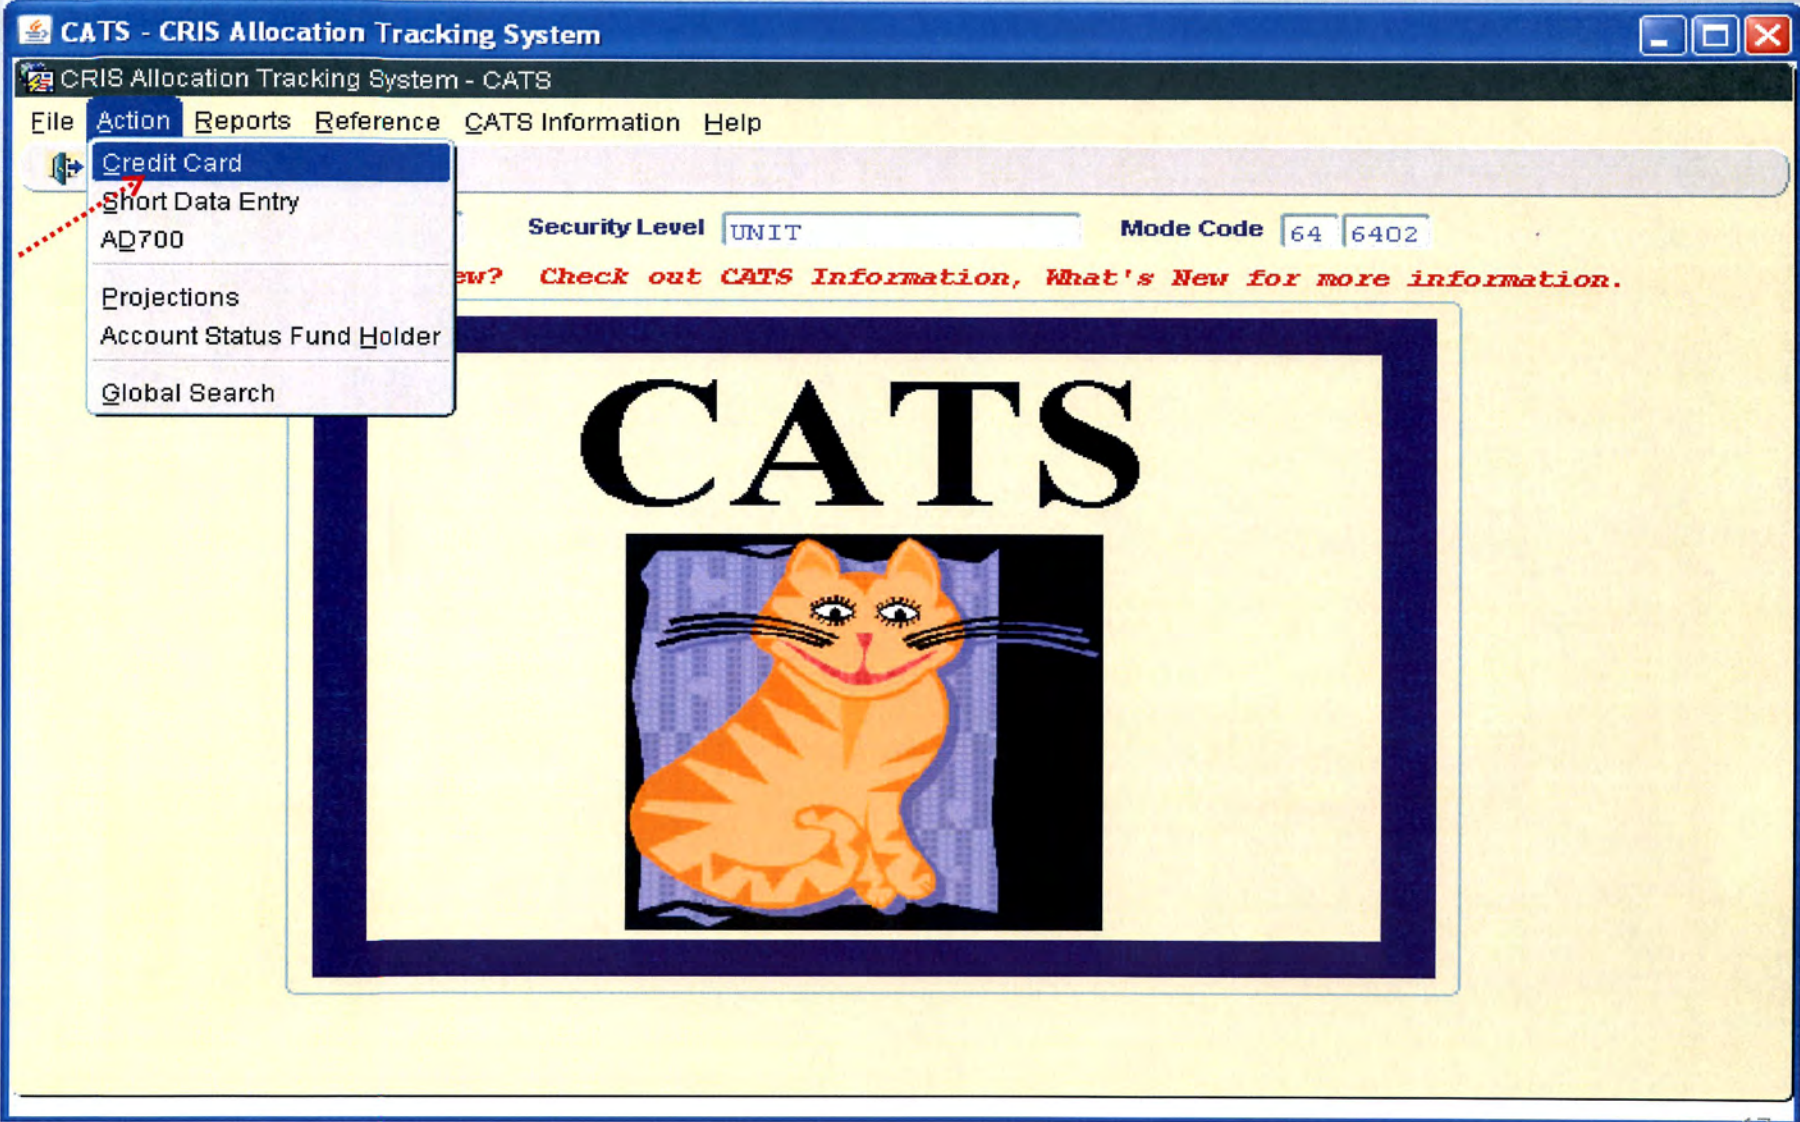 CATS - CRIS Allocation Tracking System
CRIS Allocation Tracking System - CATS
File Action Reports Reference CATS Information Help
Credit Card
Short Data Entry
AD700
Projections
Account Status Fund Holder
Global Search
Security Level UNIT Mode Code 64 6402
Check out CATS Information, What's New for more information.
CATS